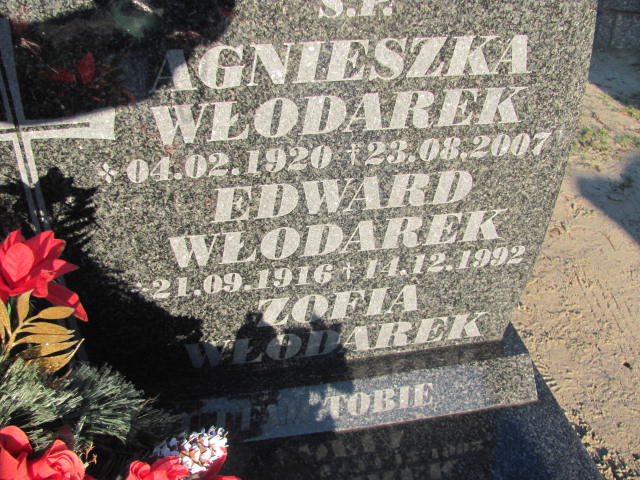 Ś.P.
AGNIESZKA
WŁODAREK
* 04.02.1920 † 23.08.2007
EDWARD
WŁODAREK
* 21.09.1916 † 14.12.1992
ZOFIA
WŁODAREK
TOBIE